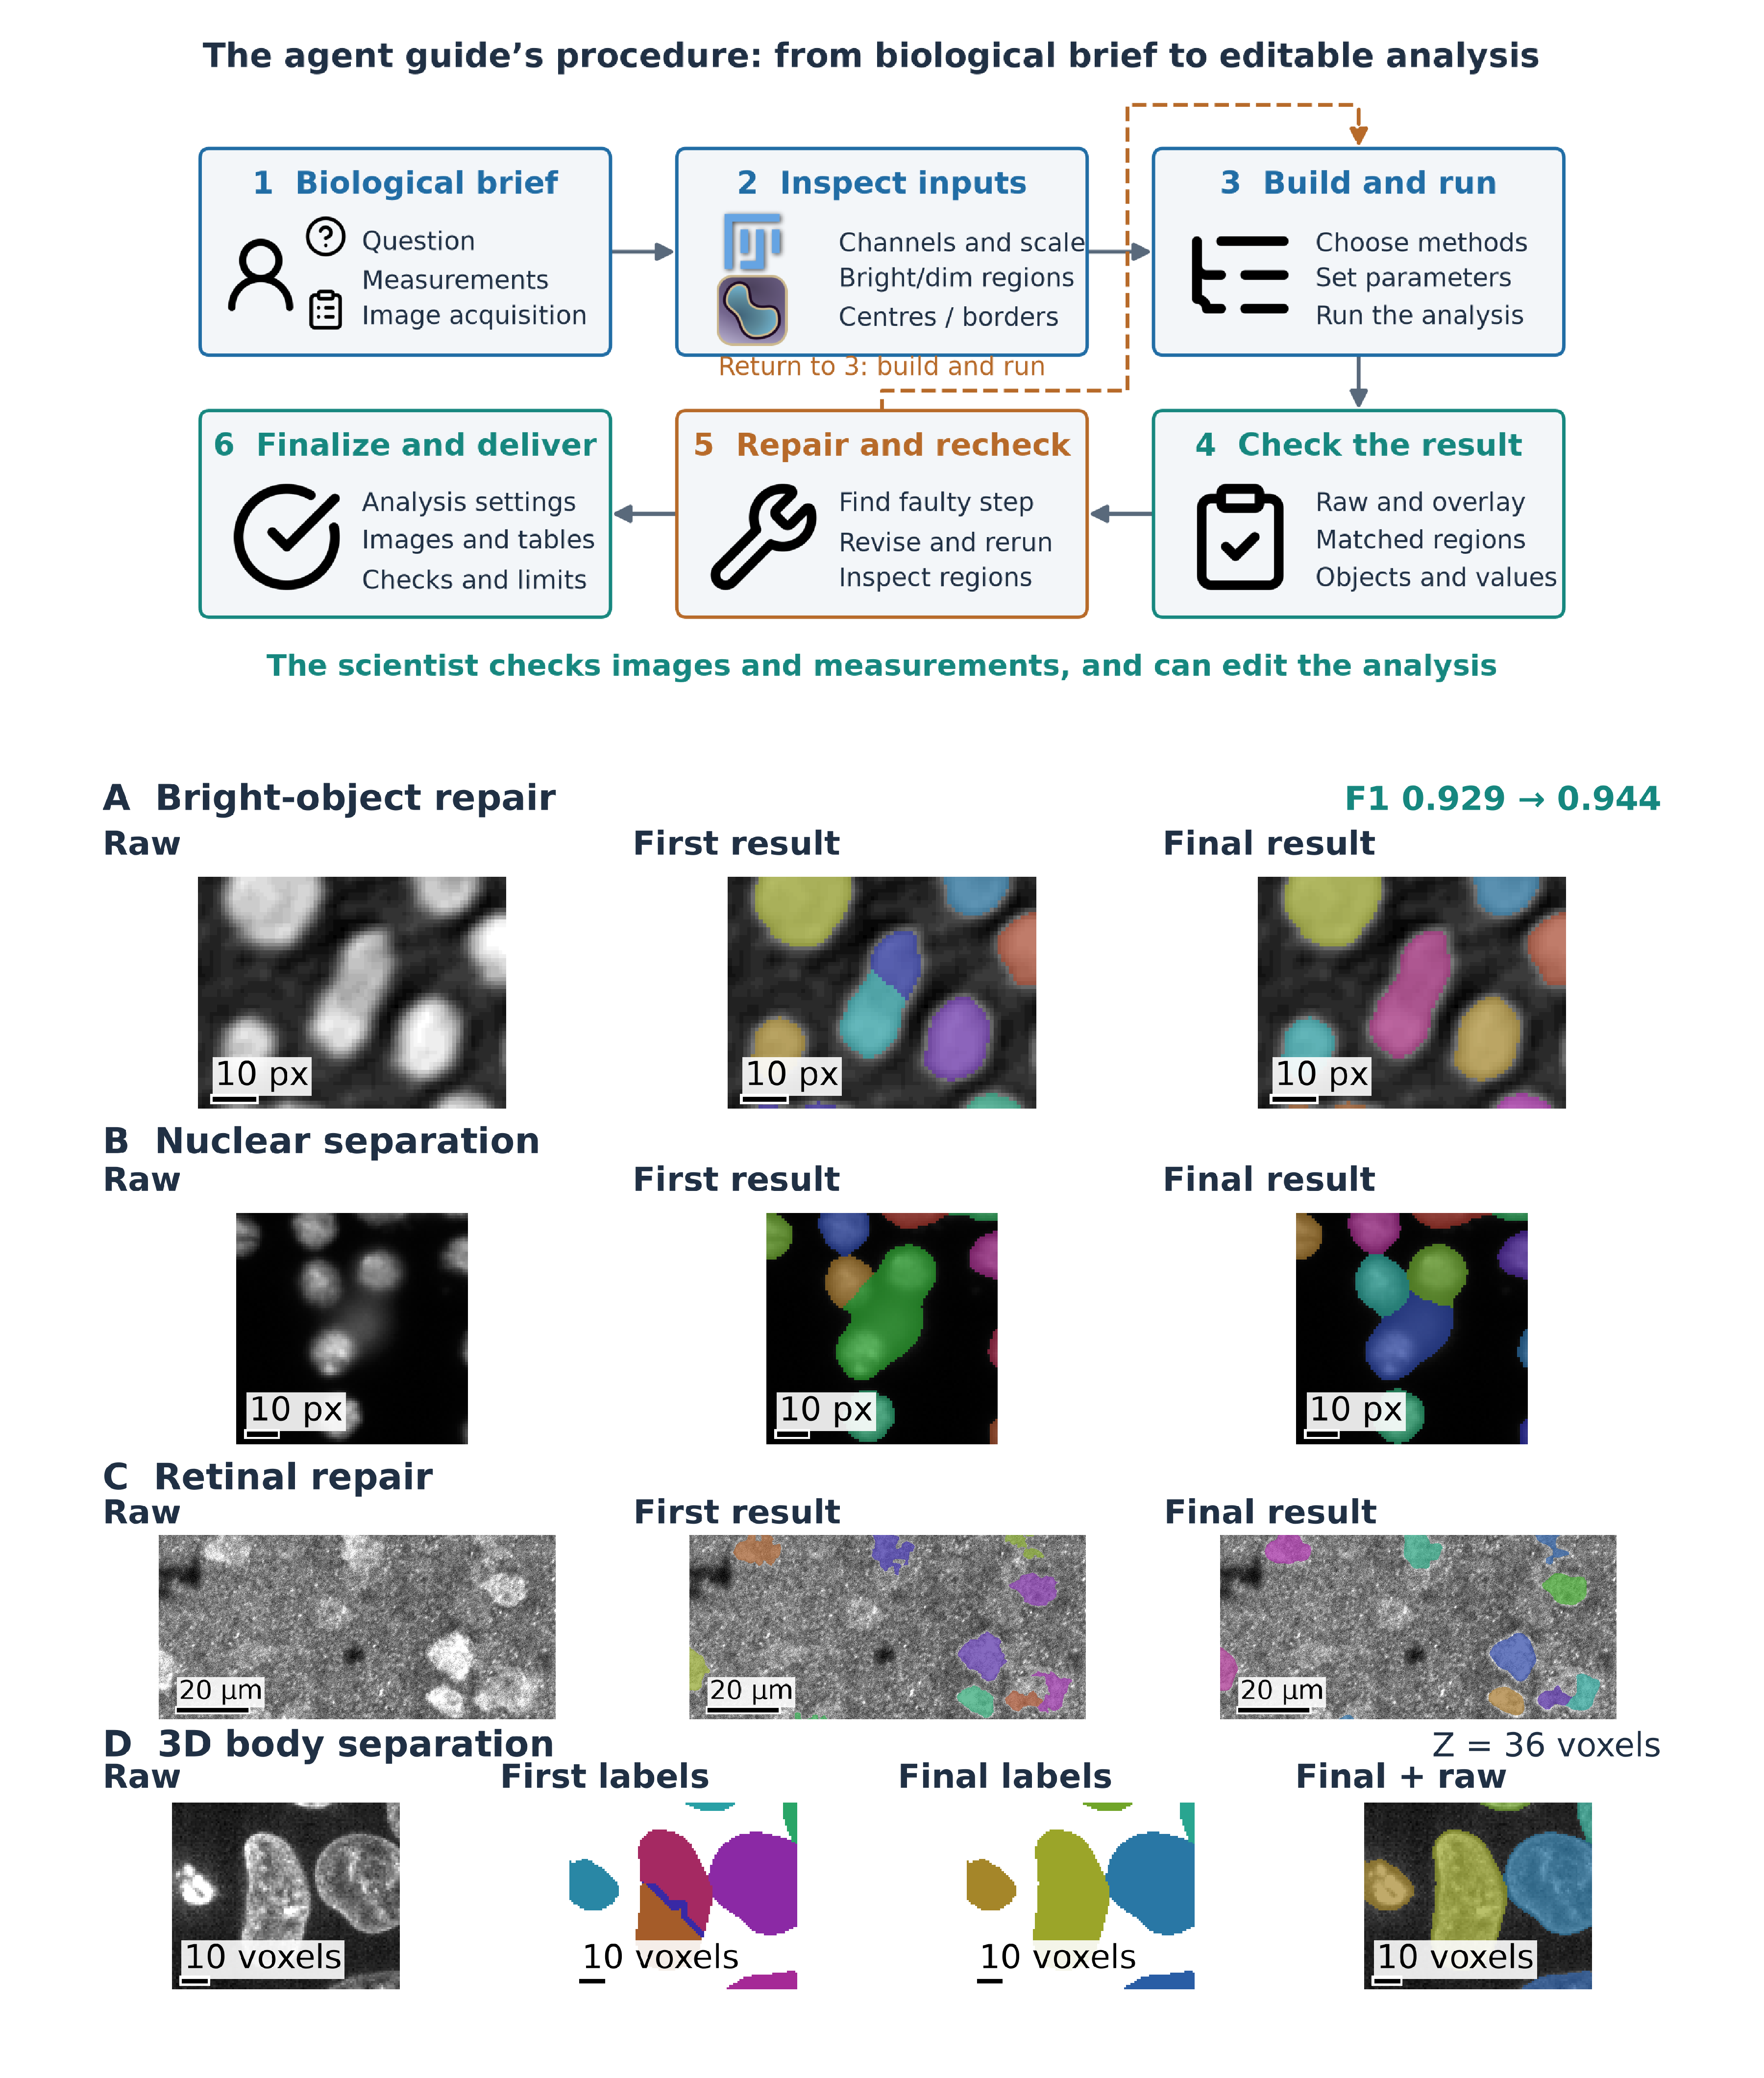 The agent guide’s procedure: from biological brief to editable analysis
1 Biological brief
Question
Measurements
Image acquisition
2 Inspect inputs
Channels and scale
Bright/dim regions
Centres / borders
3 Build and run
Choose methods
Set parameters
Run the analysis
Return to 3: build and run
6 Finalize and deliver
Analysis settings
Images and tables
Checks and limits
5 Repair and recheck
Find faulty step
Revise and rerun
Inspect regions
4 Check the result
Raw and overlay
Matched regions
Objects and values
The scientist checks images and measurements, and can edit the analysis
A Bright-object repair
F1 0.929 → 0.944
Raw
First result
Final result
10 px
10 px
10 px
B Nuclear separation
Raw
First result
Final result
10 px
10 px
10 px
C Retinal repair
Raw
First result
Final result
20 µm
20 µm
20 µm
D 3D body separation
Z = 36 voxels
Raw
First labels
Final labels
Final + raw
10 voxels
10 voxels
10 voxels
10 voxels